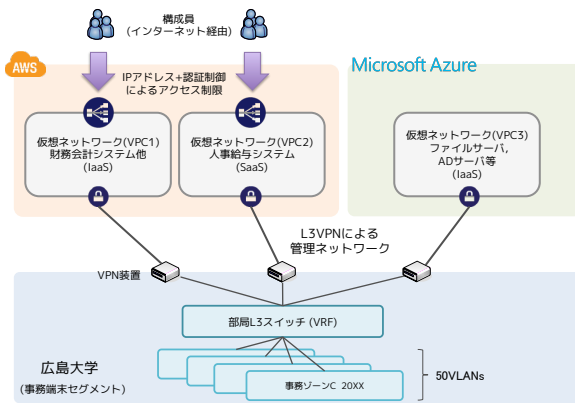 構成員
(インターネット経由)
AWS
Microsoft Azure
IPアドレス+認証制御
によるアクセス制限
仮想ネットワーク(VPC1)
財務会計システム他
(IaaS)
仮想ネットワーク(VPC2)
人事給与システム
(SaaS)
仮想ネットワーク(VPC3)
ファイルサーバ,
ADサーバ等
(IaaS)
L3VPNによる
管理ネットワーク
VPN装置
部局L3スイッチ(VRF)
広島大学
(事務端末セグメント)
事務ゾーンC 20XX
50VLANs